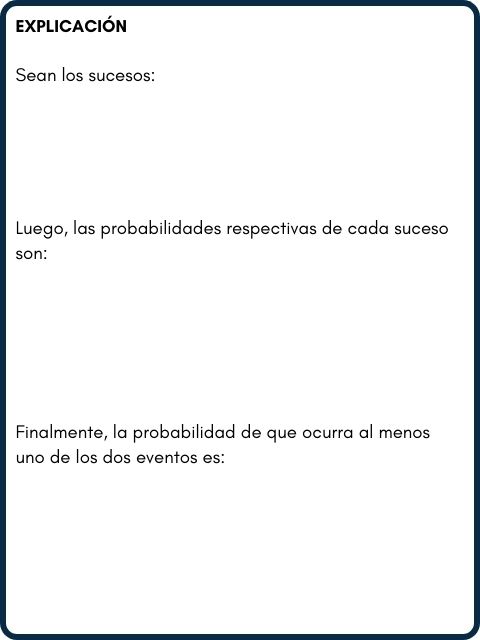 EXPLICACIÓN
Sean los sucesos:
Luego, las probabilidades respectivas de cada suceso
son:
Finalmente, la probabilidad de que ocurra al menos
uno de los dos eventos es: